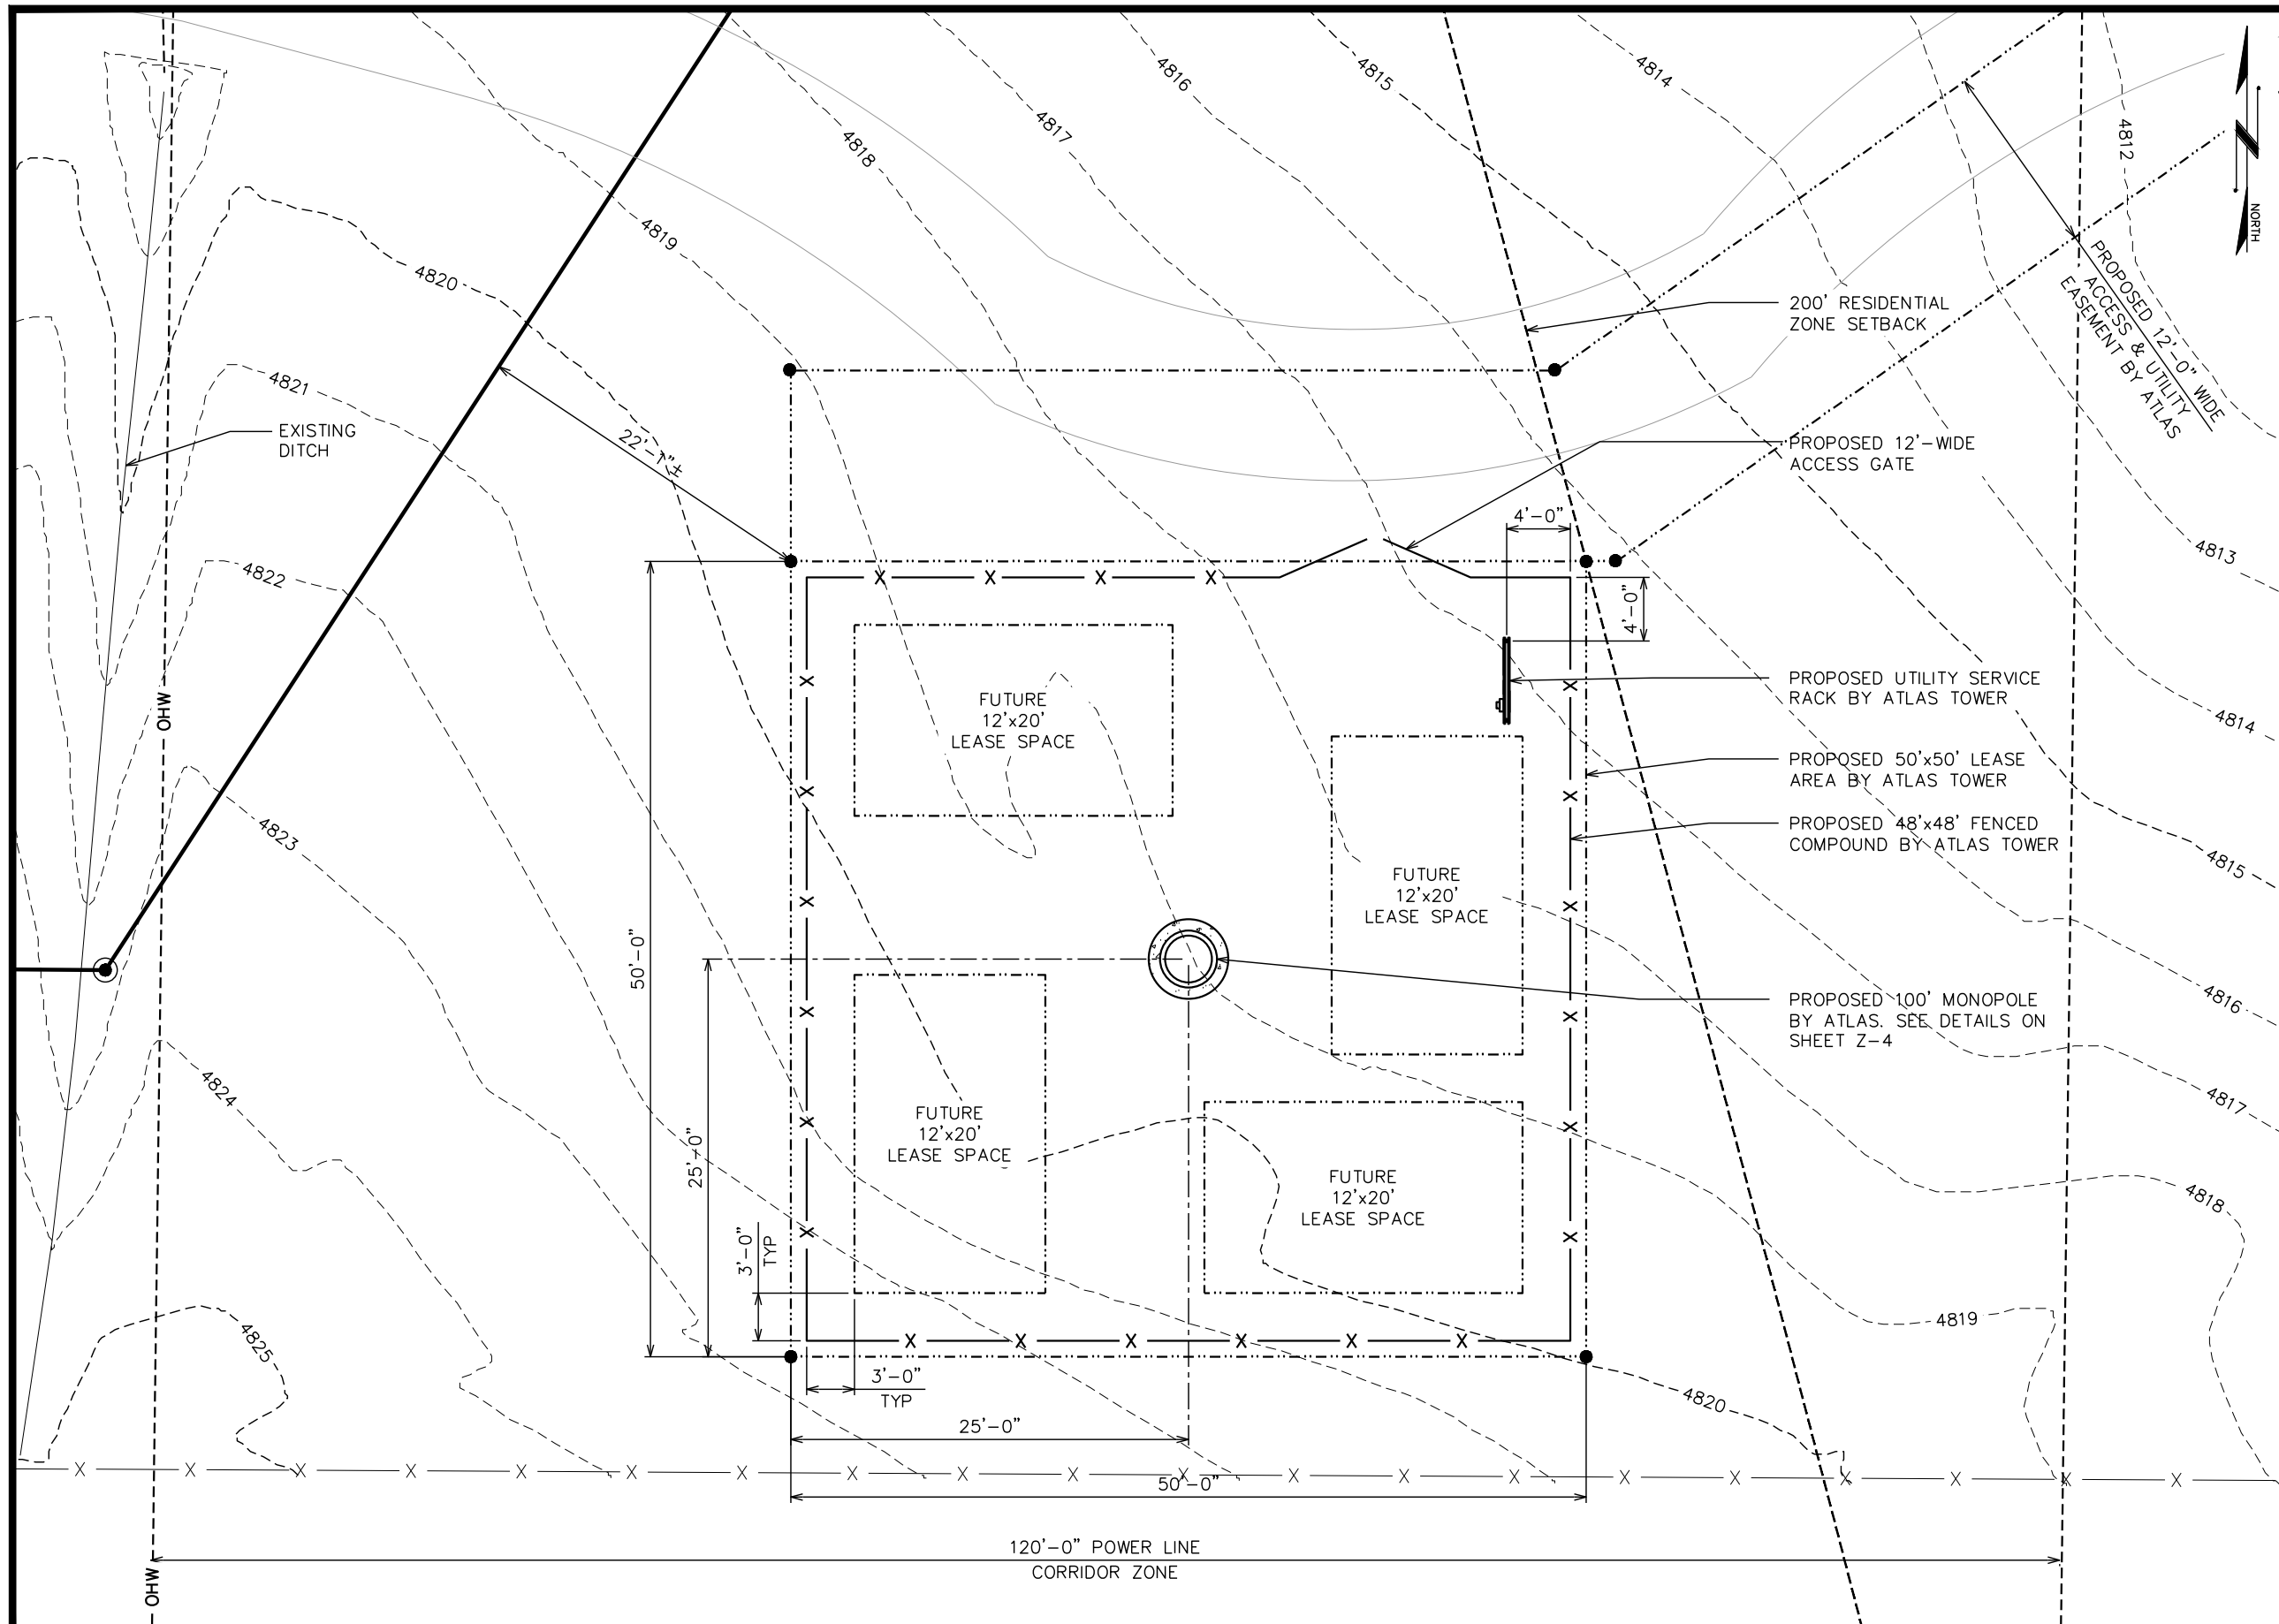 4816
4815
4814
4817
4818
4812
NORTH
4819
4820
PROPOSED 12'-0" WIDE
ACCESS & UTILITY
EASEMENT BY ATLAS
200' RESIDENTIAL
ZONE SETBACK
4821
EXISTING
DITCH
22'-7"±
PROPOSED 12'-WIDE
ACCESS GATE
4'-0"
4813
4822
4'-0"
PROPOSED UTILITY SERVICE
RACK BY ATLAS TOWER
FUTURE
12'x20'
LEASE SPACE
OHW
4814
PROPOSED 50'x50' LEASE
AREA BY ATLAS TOWER
4823
PROPOSED 48'x48' FENCED
COMPOUND BY ATLAS TOWER
4815
FUTURE
12'x20'
LEASE SPACE
50'-0"
4816
PROPOSED 100' MONOPOLE
BY ATLAS. SEE DETAILS ON
SHEET Z-4
4824
4817
FUTURE
12'x20'
LEASE SPACE
25'-0"
FUTURE
12'x20'
LEASE SPACE
4818
3'-0"
TYP
4825
4819
3'-0"
TYP
4820
25'-0"
50'-0"
120'-0" POWER LINE
CORRIDOR ZONE
OHW